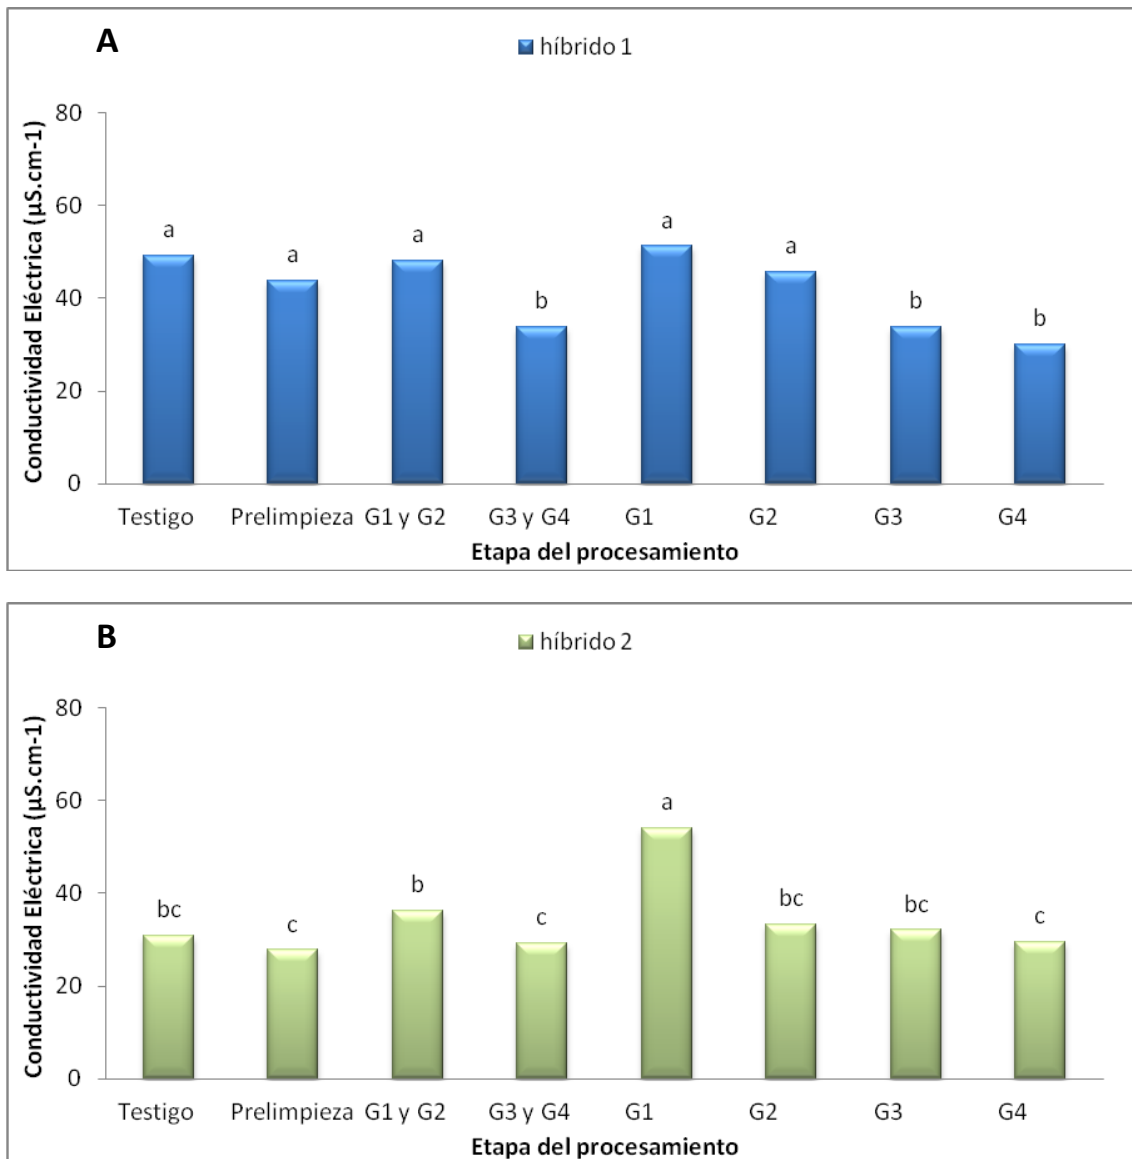 A
híbrido 1
Conductividad Eléctrica (µS.cm-1)
80
60
40
20
0
a
a
a
b
a
a
b
b
Testigo Prelimpieza G1 y G2 G3 y G4 G1 G2 G3 G4
Etapa del procesamiento
B
híbrido 2
Conductividad Eléctrica (µS.cm-1)
80
60
40
20
0
bc
c
b
c
a
bc
bc
c
Testigo Prelimpieza G1 y G2 G3 y G4 G1 G2 G3 G4
Etapa del procesamiento